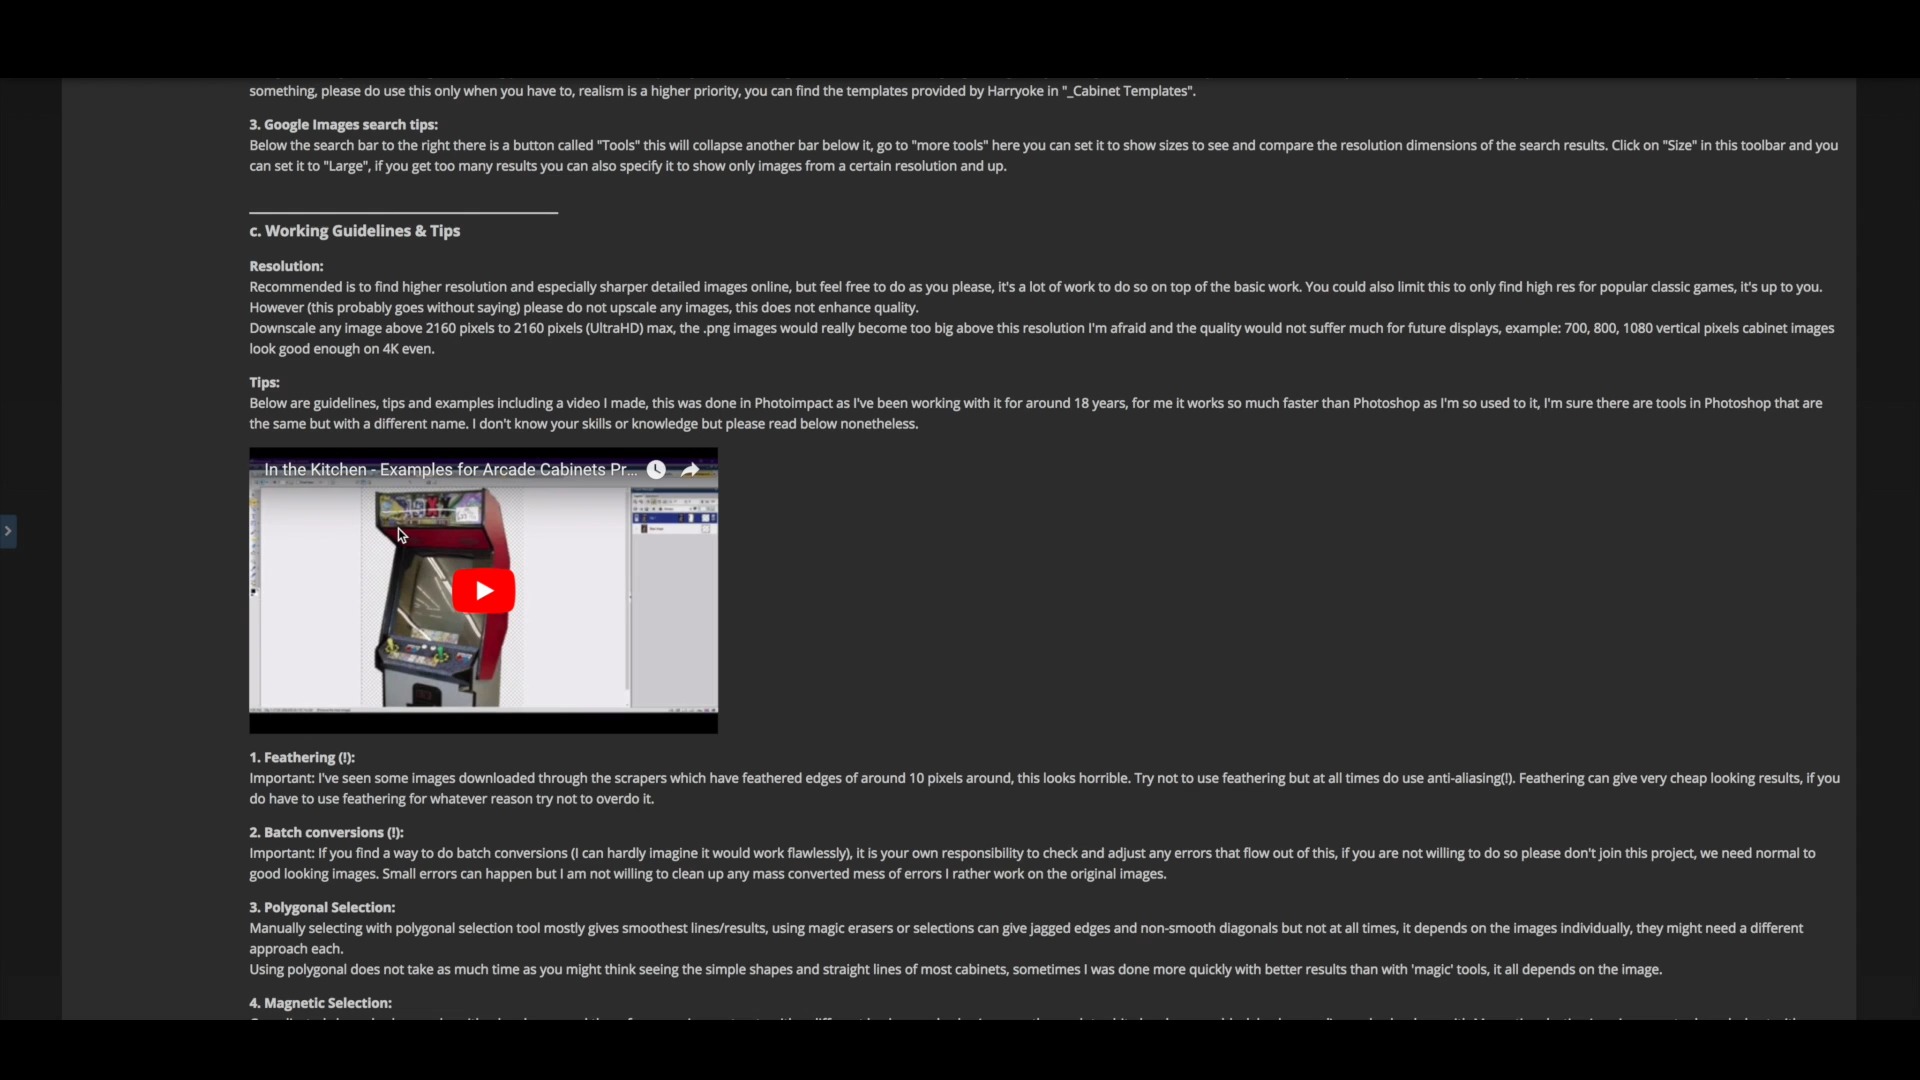 something, please do use this only when you have to, realism is a higher priority, you can find the templates provided by Harryoke in "_Cabinet Templates".
3. Google Images search tips:
Below the search bar to the right there is a button called "Tools" this will collapse another bar below it, go to "more tools" here you can set it to show sizes to see and compare the resolution dimensions of the search results. Click on "Size" in this toolbar and you
can set it to "Large", if you get too many results you can also specify it to show only images from a certain resolution and up.
c. Working Guidelines & Tips
Resolution:
Recommended is to find higher resolution and especially sharper detailed images online, but feel free to do as you please, it's a lot of work to do so on top of the basic work. You could also limit this to only find high res for popular classic games, it's up to you.
However (this probably goes without saying) please do not upscale any images, this does not enhance quality.
Downscale any image above 2160 pixels to 2160 pixels (UltraHD) max, the .png images would really become too big above this resolution I'm afraid and the quality would not suffer much for future displays, example: 700, 800, 1080 vertical pixels cabinet images
look good enough on 4K even.
Tips:
Below are guidelines, tips and examples including a video I made, this was done in Photoimpact as I've been working with it for around 18 years, for me it works so much faster than Photoshop as I'm so used to it, I'm sure there are tools in Photoshop that are
the same but with a different name. I don't know your skills or knowledge but please read below nonetheless.
In the Kitchen - Examples for Arcade Cabinets Pr...
1. Feathering (!):
Important: I've seen some images downloaded through the scrapers which have feathered edges of around 10 pixels around, this looks horrible. Try not to use feathering but at all times do use anti-aliasing(!). Feathering can give very cheap looking results, if you
do have to use feathering for whatever reason try not to overdo it.
2. Batch conversions (!):
Important: If you find a way to do batch conversions (I can hardly imagine it would work flawlessly), it is your own responsibility to check and adjust any errors that flow out of this, if you are not willing to do so please don't join this project, we need normal to
good looking images. Small errors can happen but I am not willing to clean up any mass converted mess of errors I rather work on the original images.
3. Polygonal Selection:
Manually selecting with polygonal selection tool mostly gives smoothest lines/results, using magic erasers or selections can give jagged edges and non-smooth diagonals but not at all times, it depends on the images individually, they might need a different
approach each.
Using polygonal does not take as much time as you might think seeing the simple shapes and straight lines of most cabinets, sometimes I was done more quickly with better results than with 'magic' tools, it all depends on the image.
4. Magnetic Selection: